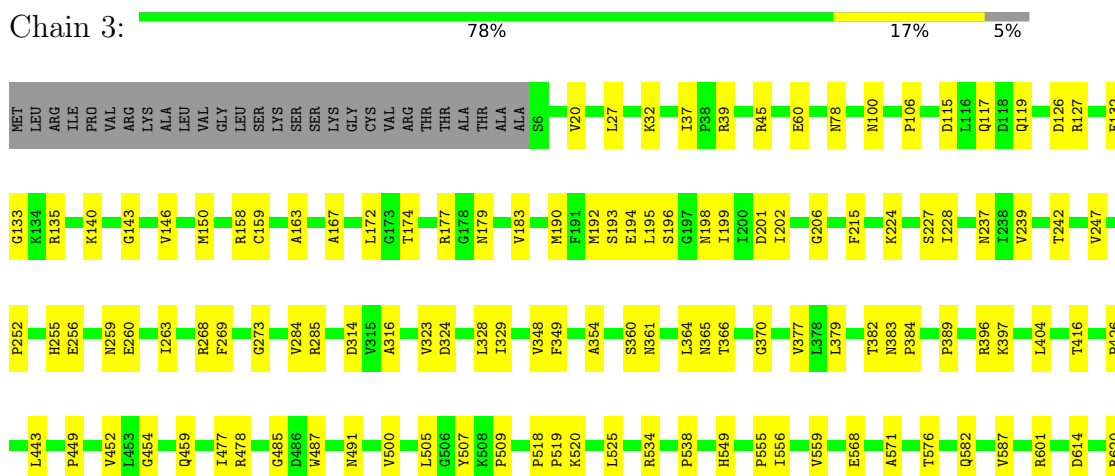 Chain 3:
78% 17% 5%
MET LEU ARG ILE PRO VAL ARG LYS ALA LEU VAL GLY LEU SER LYS SER SER LYS GLY CYS VAL ARG THR THR ALA THR ALA ALA S6 V20 L27 K32 I37 P38 R39 R45 E60 N78 N100 P106 D115 L116 Q117 D118 Q119 D126 R127
G133 K134 R135 K140 G143 V146 M150 R158 C159 A163 A167 L172 G173 T174 R177 G178 N179 V183 M190 F191 M192 S193 E194 L195 S196 G197 N198 I199 I200 D201 I202 G206 F215 K224 S227 I228 N237 I238 V239 T242 V247
P252 H255 E256 N259 E260 I263 R268 F269 G273 V284 R285 D314 V315 A316 V323 D324 L328 I329 V348 F349 A354 S360 N361 L364 N365 T366 G370 V377 L378 L379 T382 N383 P384 P389 R396 K397 L404 T416
L443 P449 V452 L453 G454 Q459 I477 R478 G485 D486 W487 N491 V500 L505 G506 Y507 K508 P509 P518 P519 K520 L525 R534 P538 H549 P555 I556 V559 E568 A571 T576 Q582 V587 R601 D614